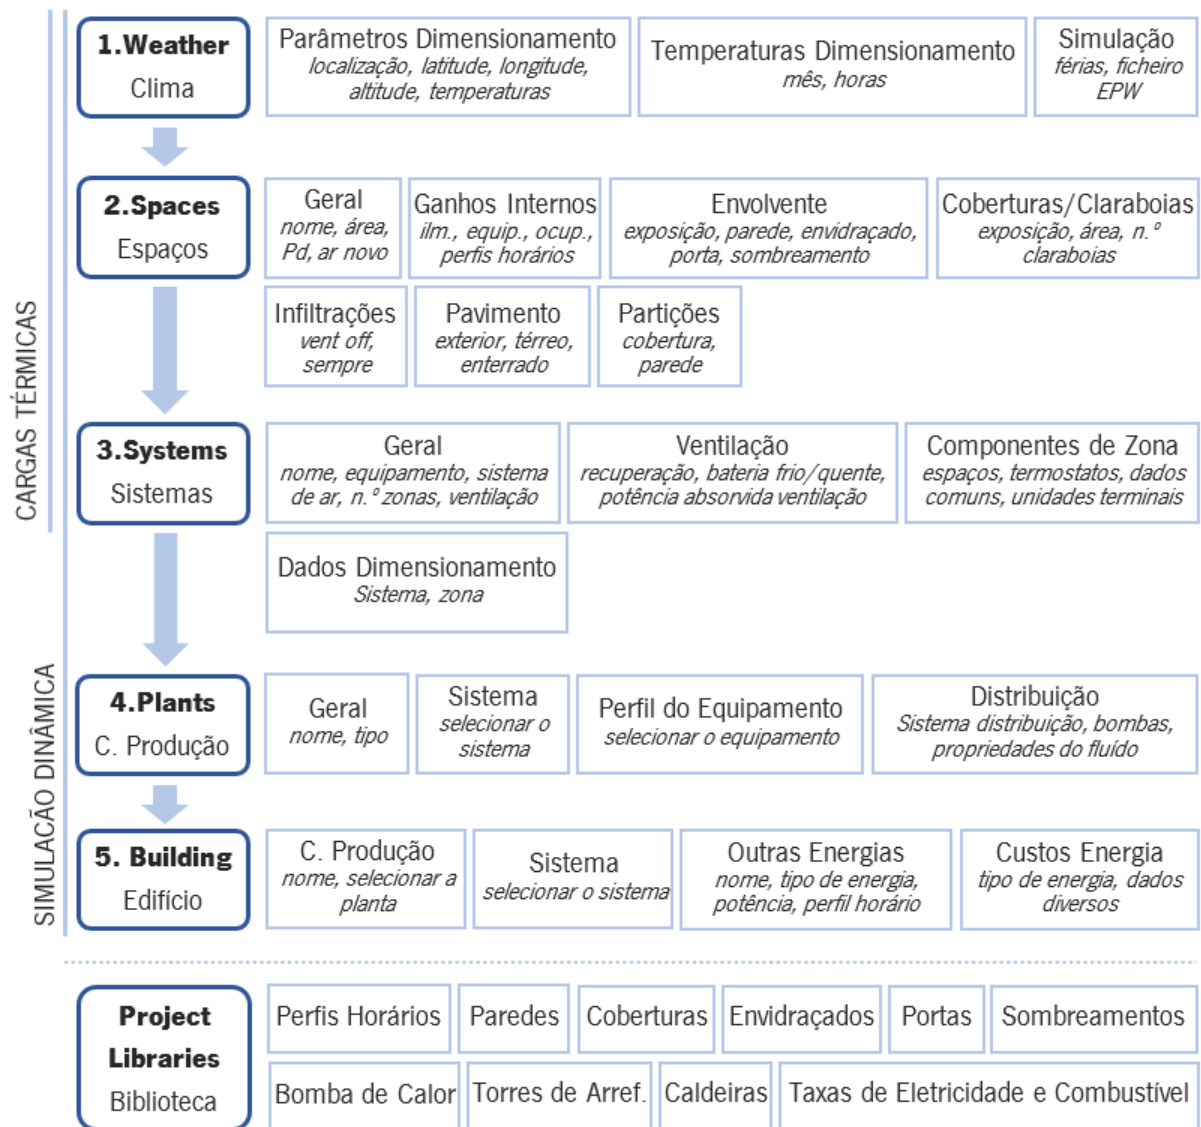 CARGAS TÉRMICAS
SIMULACÃO DINÂMICA
1.Weather
Clima
Parâmetros Dimensionamento
localização, latitude, longitude,
altitude, temperaturas
Temperaturas Dimensionamento
mês, horas
Simulação
férias, ficheiro
EPW
2.Spaces
Espaços
Geral
nome, área,
Pd, ar novo
Ganhos Internos
ilm., equip., ocup.,
perfis horários
Envolvente
exposição, parede, envidraçado,
porta, sombreamento
Coberturas/Claraboias
exposição, área, n.º
claraboias
Infiltrações
vent off,
sempre
Pavimento
exterior, térreo,
enterrado
Partições
cobertura,
parede
3.Systems
Sistemas
Geral
nome, equipamento, sistema
de ar, n.º zonas, ventilação
Ventilação
recuperação, bateria frio/quente,
potência absorvida ventilação
Componentes de Zona
espaços, termostatos, dados
comuns, unidades terminais
Dados Dimensionamento
Sistema, zona
4.Plants
C. Produção
Geral
nome, tipo
Sistema
selecionar o
sistema
Perfil do Equipamento
selecionar o equipamento
Distribuição
Sistema distribuição, bombas,
propriedades do fluído
5. Building
Edifício
C. Produção
nome, selecionar a
planta
Sistema
selecionar o sistema
Outras Energias
nome, tipo de energia,
potência, perfil horário
Custos Energia
tipo de energia, dados
diversos
Project
Libraries
Biblioteca
Perfis Horários
Paredes
Coberturas
Envidraçados
Portas
Sombreamentos
Bomba de Calor
Torres de Arref.
Caldeiras
Taxas de Eletricidade e Combustível